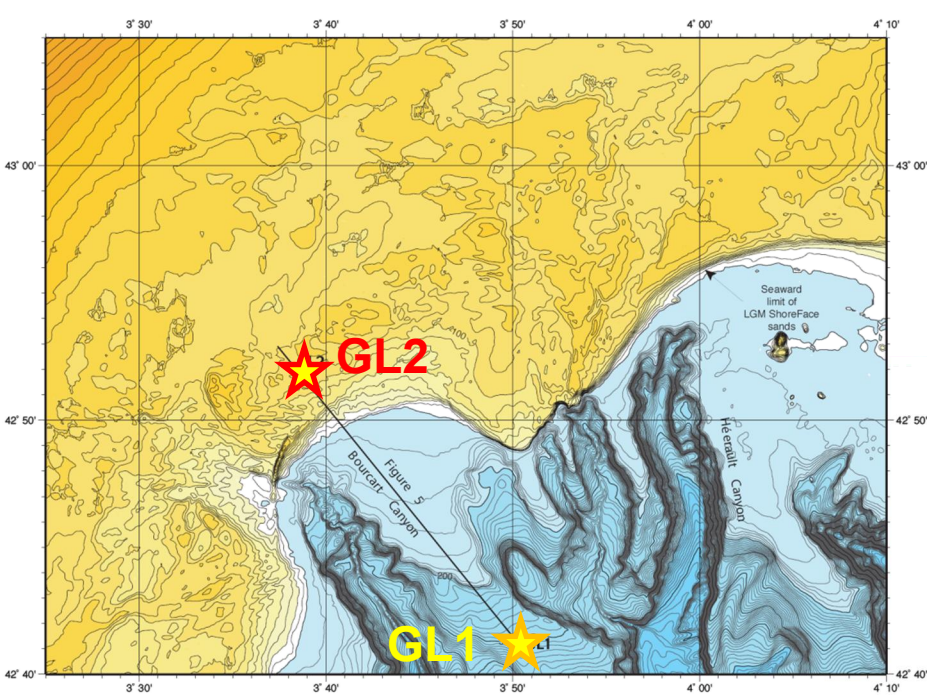 3° 30' 3° 40' 3° 50' 4° 00' 4° 10'
43° 00' 43° 00'
Seaward
limit of
LGM ShoreFace
sands
100
GL2
42° 50' 42° 50'
Figure 5
Bourcart Canyon
Héerault Canyon
200
GL1
42° 40' 42° 40'
3° 30' 3° 40' 3° 50' 4° 00' 4° 10'